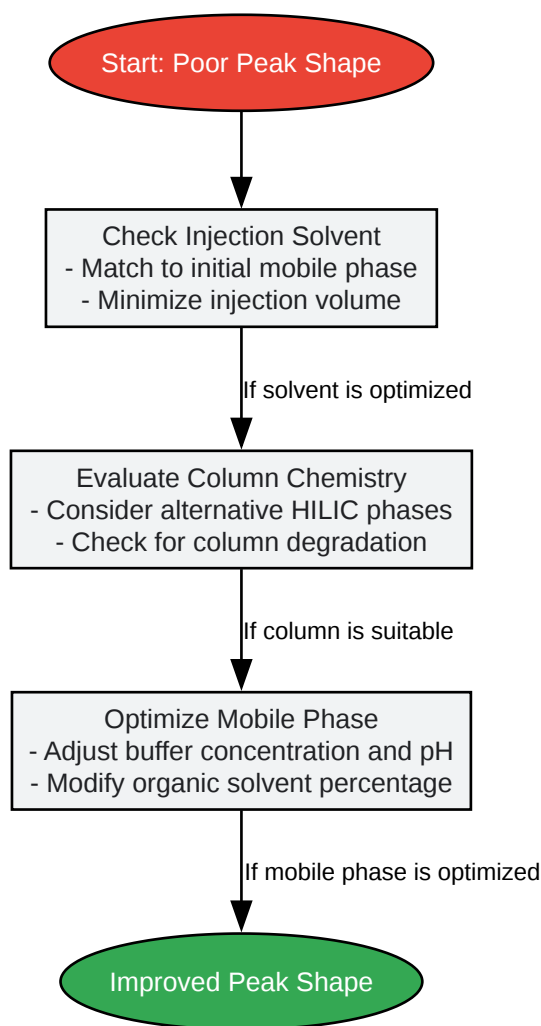 Start: Poor Peak Shape
Check Injection Solvent
- Match to initial mobile phase
- Minimize injection volume
If solvent is optimized
Evaluate Column Chemistry
- Consider alternative HILIC phases
- Check for column degradation
If column is suitable
Optimize Mobile Phase
- Adjust buffer concentration and pH
- Modify organic solvent percentage
If mobile phase is optimized
Improved Peak Shape